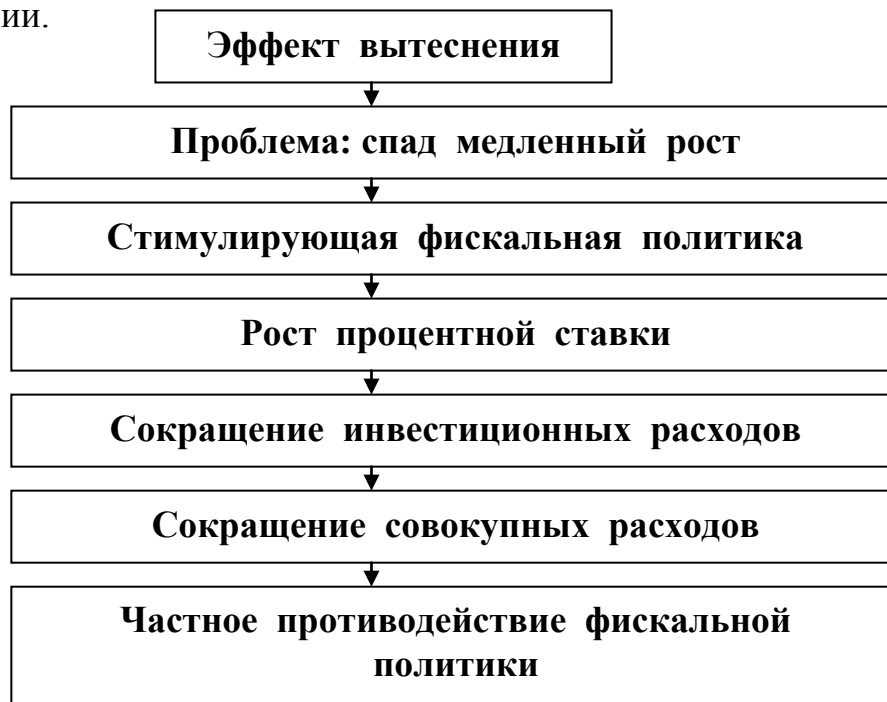 ии.
Эффект вытеснения
Проблема: спад медленный рост
Стимулирующая фискальная политика
Рост процентной ставки
Сокращение инвестиционных расходов
Сокращение совокупных расходов
Частное противодействие фискальной
политики